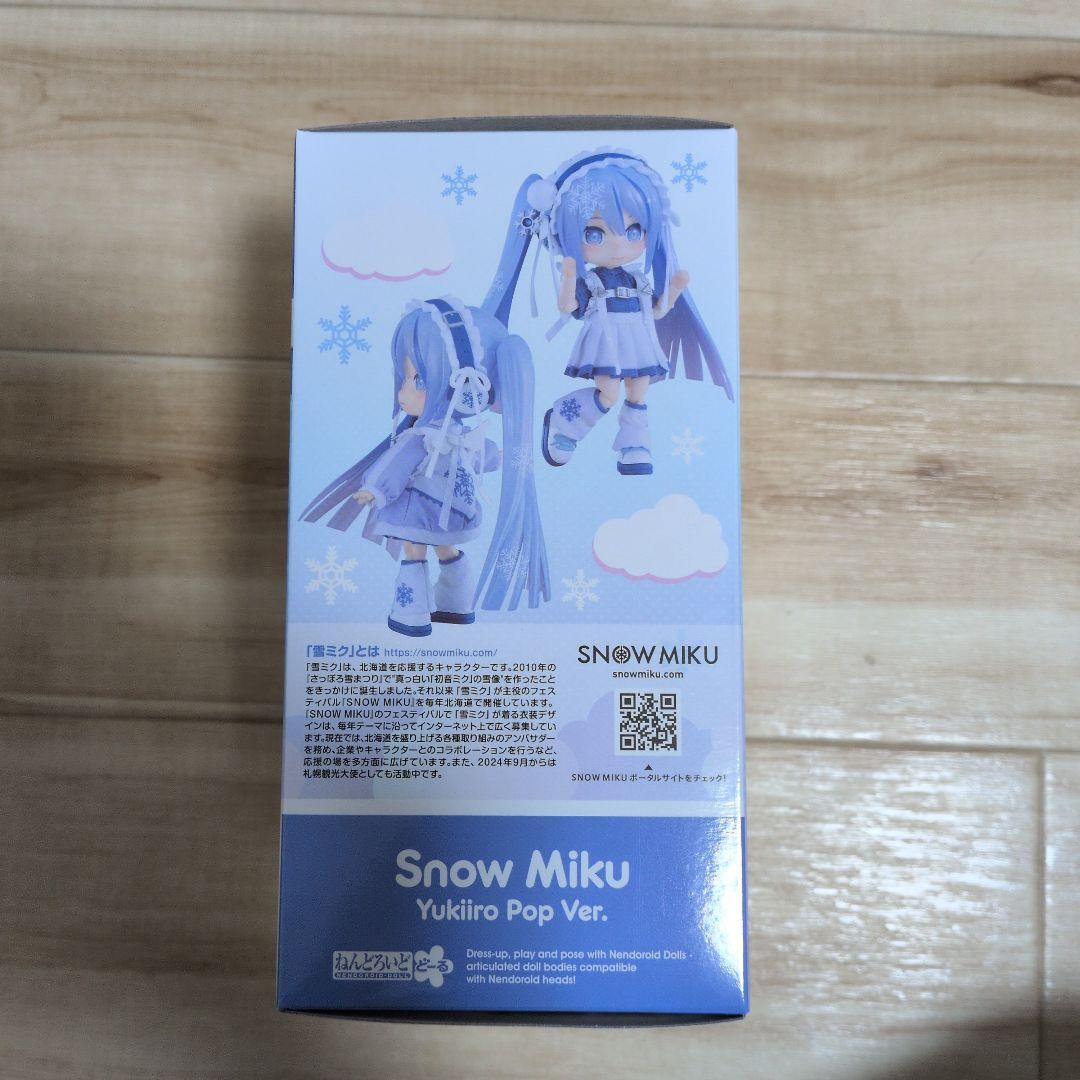 「雪ミク」とは https://snowmiku.com/
「雪ミク」は、北海道を応援するキャラクターです。2010年の
「さっぽろ雪まつり」で"真っ白い「初音ミク」の雪像"を作ったこと
をきっかけに誕生しました。それ以来「雪ミク」が主役のフェス
ティバル「SNOW MIKU」を毎年北海道で開催しています。
「SNOW MIKU」のフェスティバルで「雪ミク」が着る衣装デザ
インは、毎年テーマに沿ってインターネット上で広く募集してい
ます。現在では、北海道を盛り上げる各種取り組みのアンバサダー
を務め、企業やキャラクターとのコラボレーションを行うなど、
応援の場を多方面に広げています。また、2024年9月からは
札幌観光大使としても活動中です。
SNOW MIKU
snowmiku.com
SNOW MIKU ポータルサイトをチェック!
Snow Miku
Yukiiro Pop Ver.
ねんどろいど どーる
NENDOROID・DOLL
Dress-up, play and pose with Nendoroid Dolls -
articulated doll bodies compatible
with Nendoroid heads!